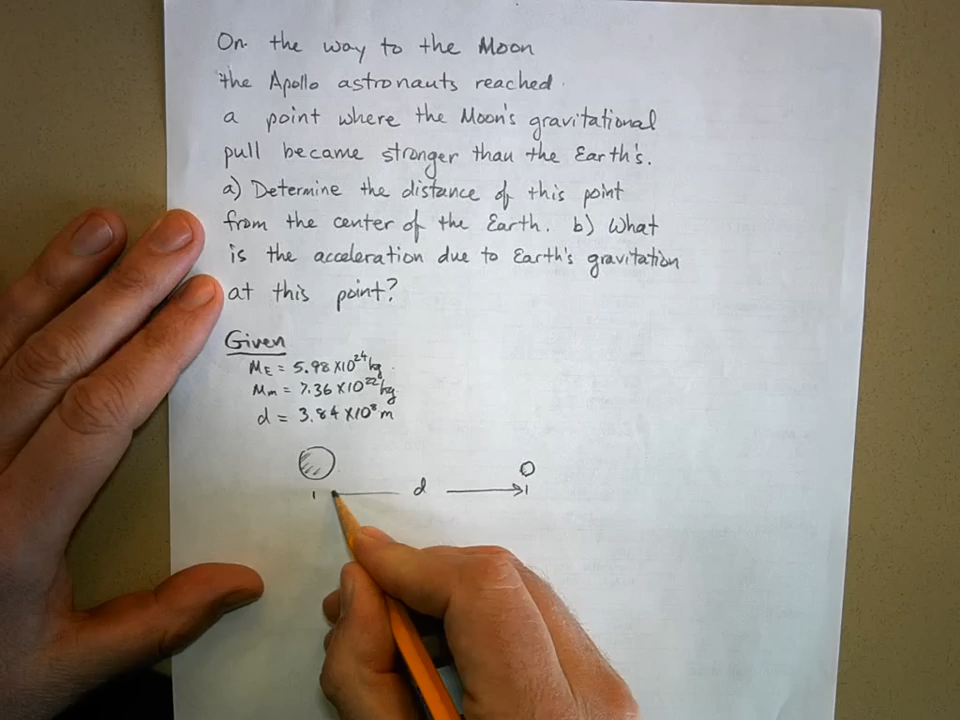 On the way to the Moon
the Apollo astronauts reached
a point where the Moon's gravitational
pull became stronger than the Earth's.
a) Determine the distance of this point
from the center of the Earth. b) What
is the acceleration due to Earth's gravitation
at this point?
Given
ME = 5.98 X10^24 kg
Mm = 7.36 X10^22 kg
d = 3.84 X10^8 m
d